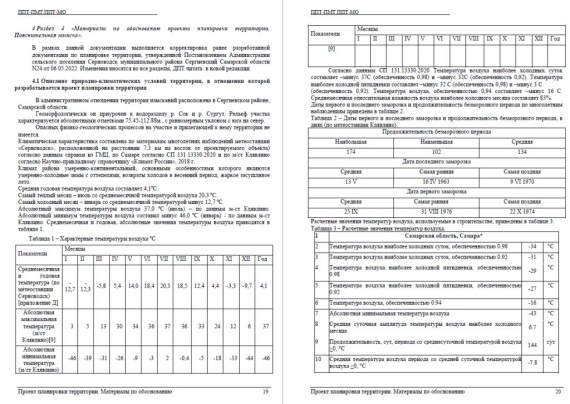 ППТ-ПМТ.ППТ-МО
4.Раздел 4 «Материалы по обоснованию проекта планировки территории.
Пояснительная записка».
В рамках данной документации выполняется корректировка ранее разработанной
документации по планировке территории, утвержденной Постановлением Администрации
сельского поселения Серноводск муниципального района Сергиевский Самарской области
N24 от 06.05.2022. Изменения вносятся во все разделы, ДПТ читать в новой редакции.
4.1 Описание природно-климатических условий территории, в отношении которой
разрабатывается проект планировки территории
В административном отношении территория изысканий расположена в Сергиевском районе
Самарской области.
Геоморфологически он приурочен к водоразделу р. Сок и р. Сургут. Рельеф участка
характеризуется абсолютными отметками 75.45-112.88м, с равномерным уклоном с юга на север.
Опасных физико-геологических процессов на участке и прилегающей к нему территории не
имеется.
Климатическая характеристика составлена по материалам многолетних наблюдений метеостанции
«Серноводск», расположенной на расстоянии 7,3 км на восток от проектируемого объекта)
согласно данным справки из ГМЦ, по Самаре согласно СП 131.13330.2020 и по м/ст Клявлино
согласно Научно-прикладному справочнику «Климат России», 2018 г.
Климат района умеренно-континентальный, основными особенностями которого являются
умеренно-холодные зимы с оттепелями, возвраты холодов в весенний период, жаркое засушливое
лето.
Средняя годовая температура воздуха составляет 4,1°С.
Самый теплый месяц – июль со среднемесячной температурой воздуха 20,3 °С.
Самый холодный месяц – январь со среднемесячной температурой минус 12,7 °С.
Абсолютный максимум температуры воздуха 37,0 °С (июль) – по данным м-ст Клявлино.
Абсолютный минимум температуры воздуха составил минус 46,0 °С (январь) - по данным м-ст
Клявлино. Среднемесячная и годовая, абсолютные значения температуры воздуха приводятся в
таблице 1.
Таблица 1 – Характерные температуры воздуха °С
Показатели Месяцы
I II III IV V VI VII VIII IX X XI XII Год
Среднемесячная
и годовая
температура (по
метеостанции
Серноводск)
[приложение Д]
-12,7 -12,3 -5,8 5,4 14,0 18,4 20,3 18,5 12,4 4,4 -3,3 -9,7 4,1
Абсолютная
максимальная
температура
(м/ст
Клявлино)[9]
3 5 13 30 34 36 37 36 33 24 12 6 37
Абсолютная
минимальная
температура
(м/ст Клявлино)
-46 -39 -31 -26 -9 -3 2 -0,4 -5 -18 -33 -44 -46
Проект планировки территории. Материалы по обоснованию 19
ППТ-ПМТ.ППТ-МО
Показатели Месяцы
I II III IV V VI VII VIII IX X XI XII Год
[9]
Согласно данным СП 131.13330.2020 Температура воздуха наиболее холодных суток
составляет –минус 37С (обеспеченность 0,98) и –минус 32С (обеспеченность 0,92). Температура
наиболее холодной пятидневки составляет –минус 32 С (обеспеченность 0,98) и –минус 3 С
(обеспеченность 0,92). Температура воздуха, обеспеченностью 0.94 составляет –минус 16 С.
Среднемесячная относительная влажность воздуха наиболее холодного месяца составляет 83%.
Даты первого и последнего заморозка и продолжительность безморозного периода по многолетним
наблюдениям приведены в таблице 2.
Таблица 2 – Даты первого и последнего заморозка и продолжительность безморозного периода, в
днях (по метеостанции Клявлино).
Продолжительность безморозного периода
Наибольшая Наименьшая Средняя
174 102 134
Дата последнего заморозка
Средняя Самая ранняя Самая поздняя
13 V 16 IV 1963 9 VI 1970
Дата первого заморозка
Средняя Самая ранняя Самая поздняя
25 IX 31 VIII 1976 22 X 1974
Расчетные значения температур воздуха, используемые в строительстве, приведены в таблице 3.
Таблица 3 – Расчетные значения температур воздуха.
1 Самарская область, Самара*
2 Температура воздуха наиболее холодных суток, обеспеченностью 0.98 -34 °С
3 Температура воздуха наиболее холодных суток, обеспеченностью 0.92 -31 °С
4 Температура воздуха наиболее холодной пятидневки, обеспеченностью
0.98 -29 °С
5 Температура воздуха наиболее холодной пятидневки, обеспеченностью
0.92 -27 °С
6 Температура воздуха, обеспеченностью 0.94 -16 °С
7 Абсолютная минимальная температура воздуха -43 °С
8 Средняя суточная амплитуда температуры воздуха наиболее холодного
месяца 6.7 °С
9 Продолжительность, сут, периода со среднесуточной температурой воздуха
≤0, °С 144 сут
10 Средняя температура воздуха периода со средней суточной температурой
воздуха ≤0, °С -7.8 °С
Проект планировки территории. Материалы по обоснованию 20